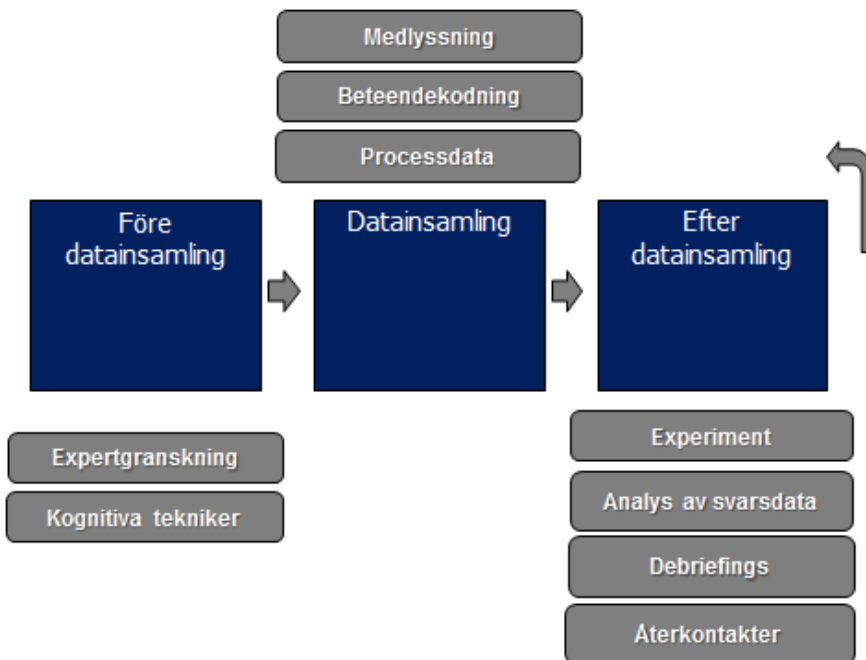 Medlyssning
Beteendekodning
Processdata
Före
datainsamling
Datainsamling
Efter
datainsamling
Expertgranskning
Kognitiva tekniker
Experiment
Analys av svarsdata
Debriefings
Återkontakter